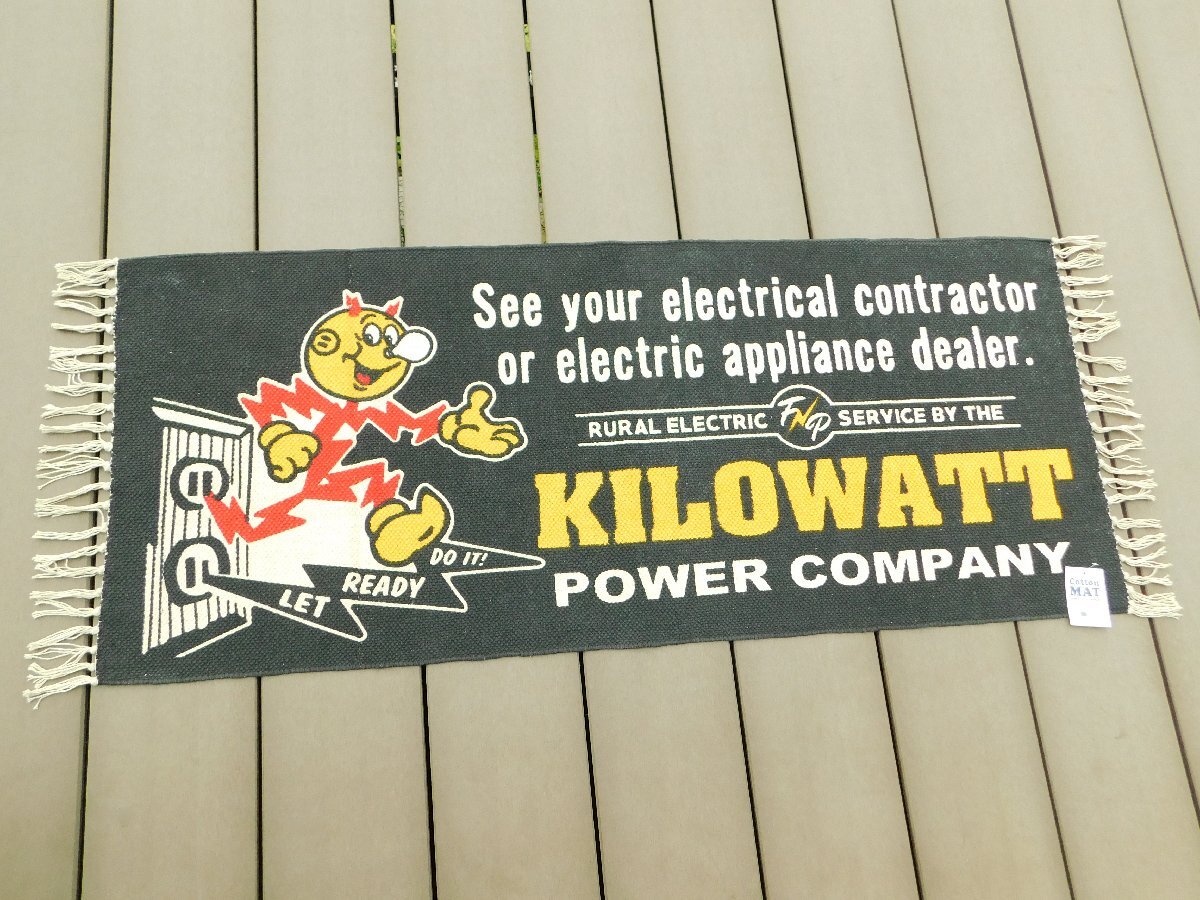 See your electrical contractor
or electric appliance dealer.
RURAL ELECTRIC FNP SERVICE BY THE
KILOWATT
POWER COMPANY
LET READY DO IT!
Cotton
MAT